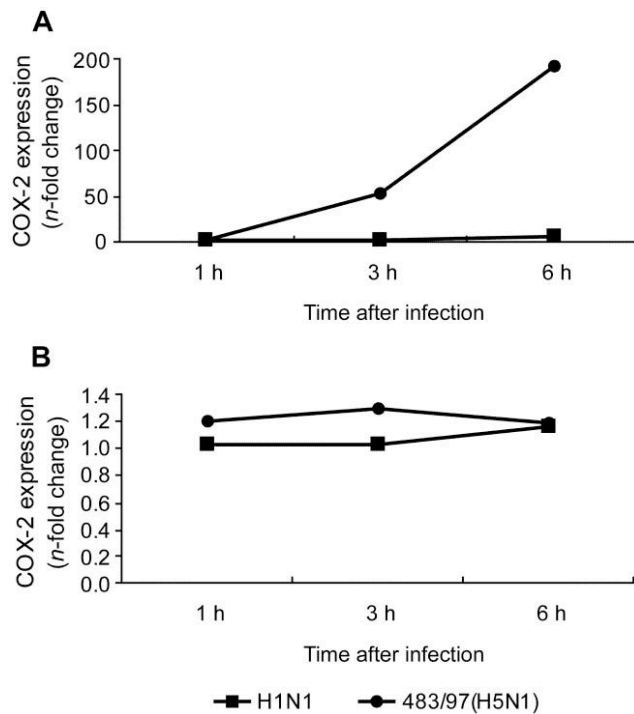 A
COX-2 expression
(n-fold change)
200
150
100
50
0
1 h 3 h 6 h
Time after infection
B
COX-2 expression
(n-fold change)
1.4
1.2
1.0
0.8
0.6
0.4
0.2
0.0
1 h 3 h 6 h
Time after infection
H1N1 483/97(H5N1)